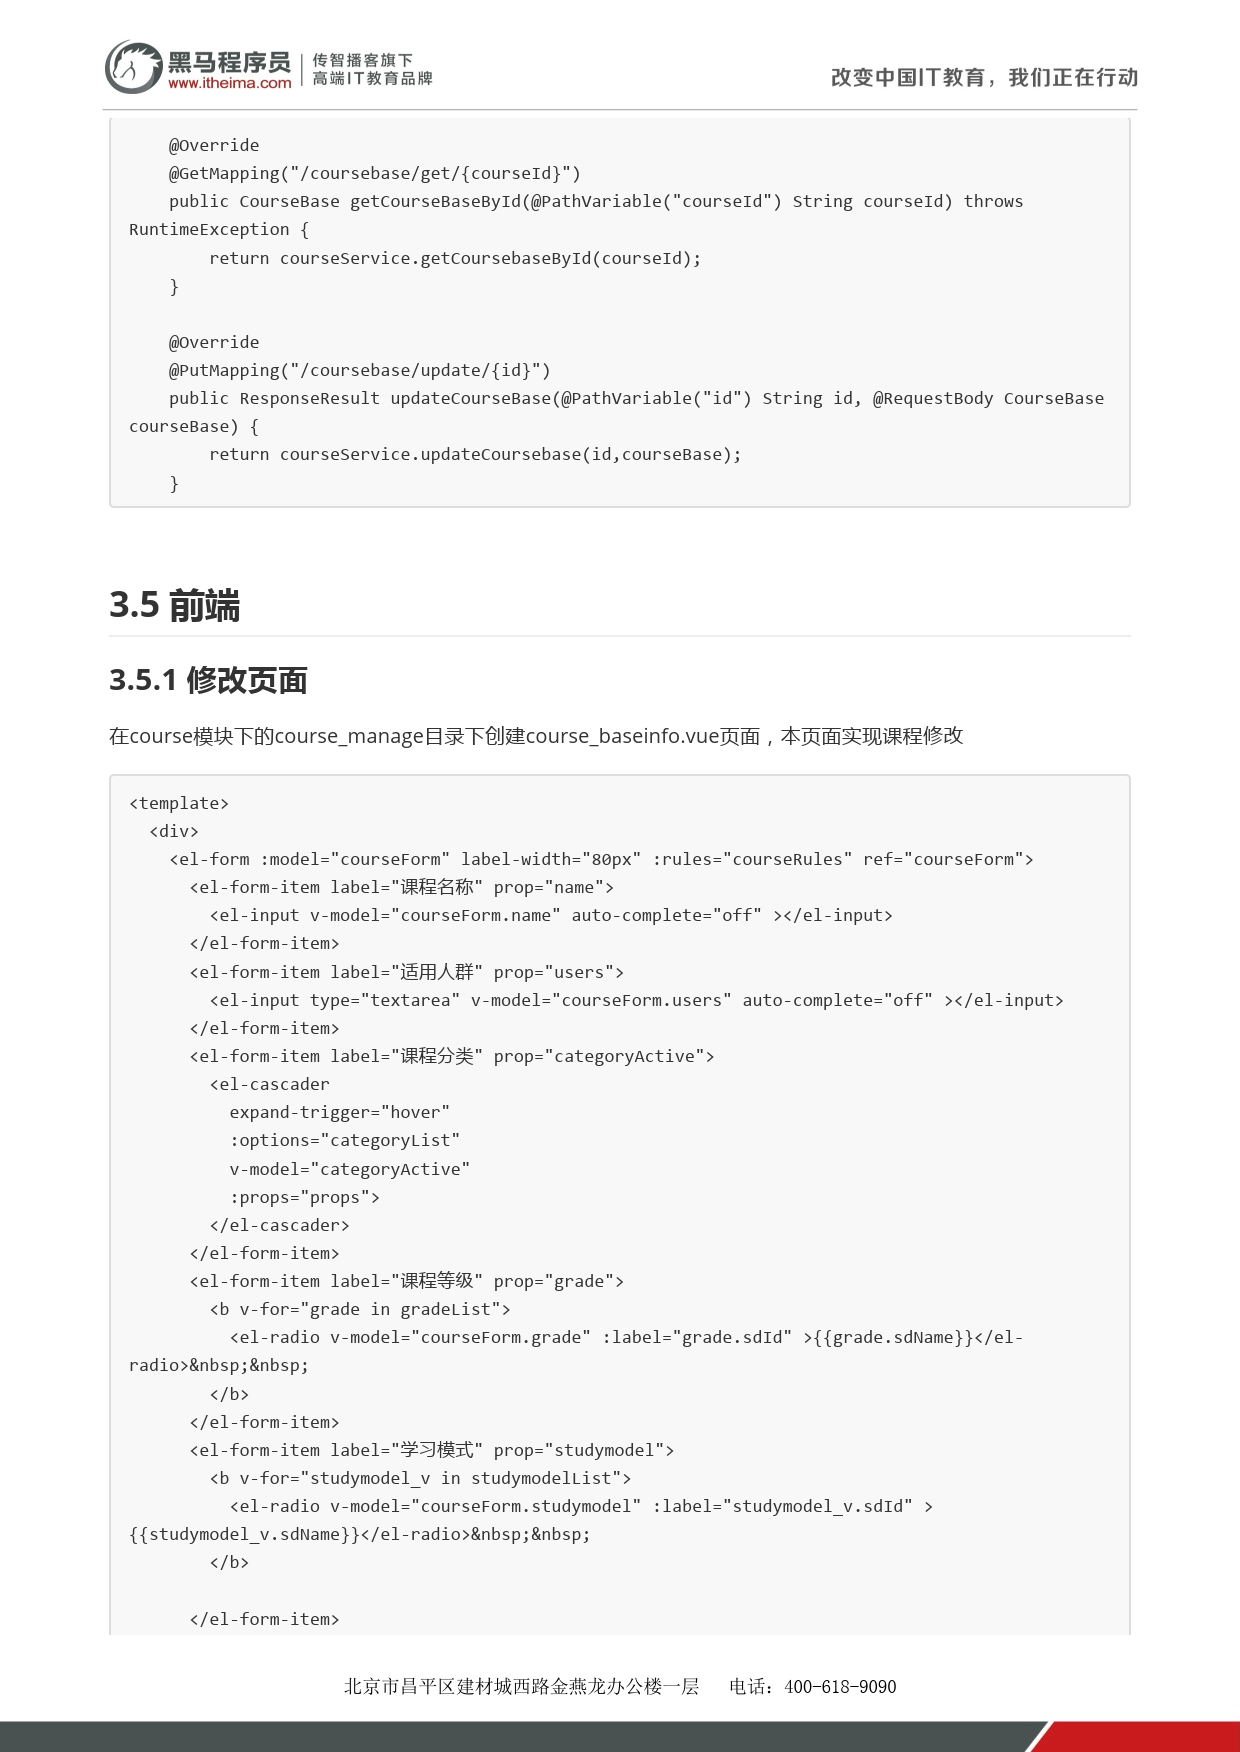 黑马程序员
www.itheima.com
传智播客旗下
高端IT教育品牌
改变中国IT教育，我们正在行动
    @Override
    @GetMapping("/coursebase/get/{courseId}")
    public CourseBase getCourseBaseById(@PathVariable("courseId") String courseId) throws
RuntimeException {
        return courseService.getCoursebaseById(courseId);
    }

    @Override
    @PutMapping("/coursebase/update/{id}")
    public ResponseResult updateCourseBase(@PathVariable("id") String id, @RequestBody CourseBase
courseBase) {
        return courseService.updateCoursebase(id,courseBase);
    }
3.5 前端
3.5.1 修改页面
在course模块下的course_manage目录下创建course_baseinfo.vue页面，本页面实现课程修改
<template>
  <div>
    <el-form :model="courseForm" label-width="80px" :rules="courseRules" ref="courseForm">
      <el-form-item label="课程名称" prop="name">
        <el-input v-model="courseForm.name" auto-complete="off" ></el-input>
      </el-form-item>
      <el-form-item label="适用人群" prop="users">
        <el-input type="textarea" v-model="courseForm.users" auto-complete="off" ></el-input>
      </el-form-item>
      <el-form-item label="课程分类" prop="categoryActive">
        <el-cascader
          expand-trigger="hover"
          :options="categoryList"
          v-model="categoryActive"
          :props="props">
        </el-cascader>
      </el-form-item>
      <el-form-item label="课程等级" prop="grade">
        <b v-for="grade in gradeList">
          <el-radio v-model="courseForm.grade" :label="grade.sdId" >{{grade.sdName}}</el-
radio>&nbsp;&nbsp;
        </b>
      </el-form-item>
      <el-form-item label="学习模式" prop="studymodel">
        <b v-for="studymodel_v in studymodelList">
          <el-radio v-model="courseForm.studymodel" :label="studymodel_v.sdId" >
{{studymodel_v.sdName}}</el-radio>&nbsp;&nbsp;
        </b>

      </el-form-item>
北京市昌平区建材城西路金燕龙办公楼一层 电话：400-618-9090